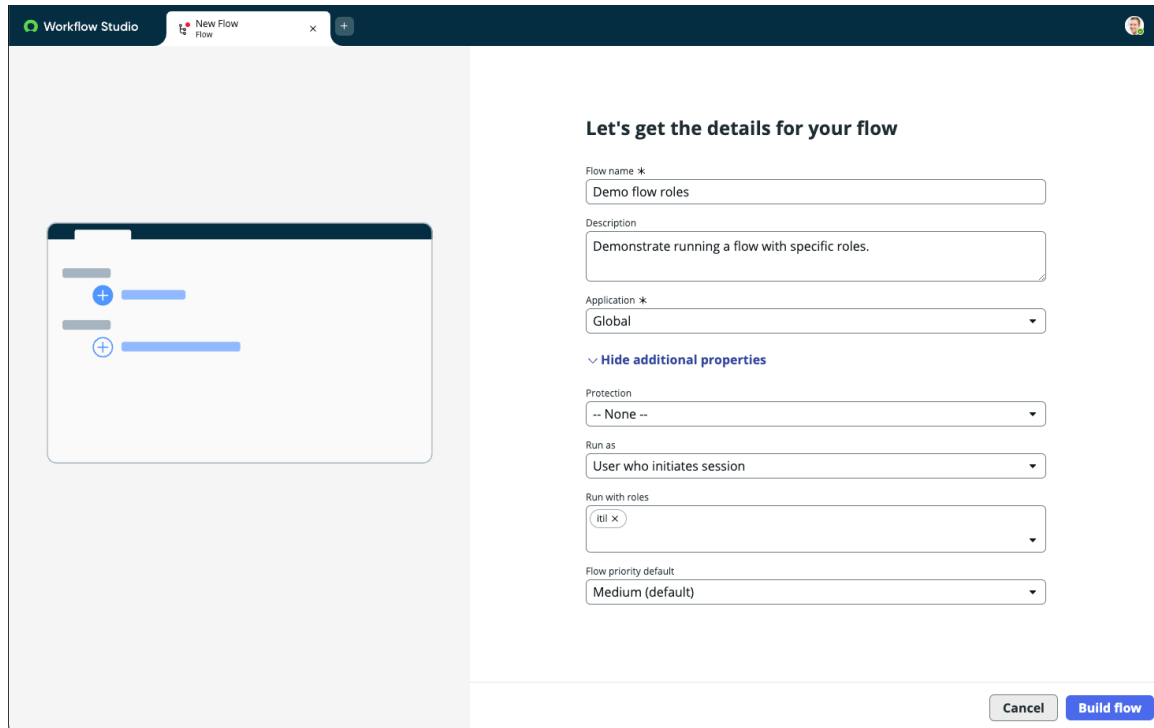 Workflow Studio
New Flow
Flow
Let's get the details for your flow
Flow name *
Demo flow roles
Description
Demonstrate running a flow with specific roles.
Application *
Global
Hide additional properties
Protection
-- None --
Run as
User who initiates session
Run with roles
itil ×
Flow priority default
Medium (default)
Cancel
Build flow